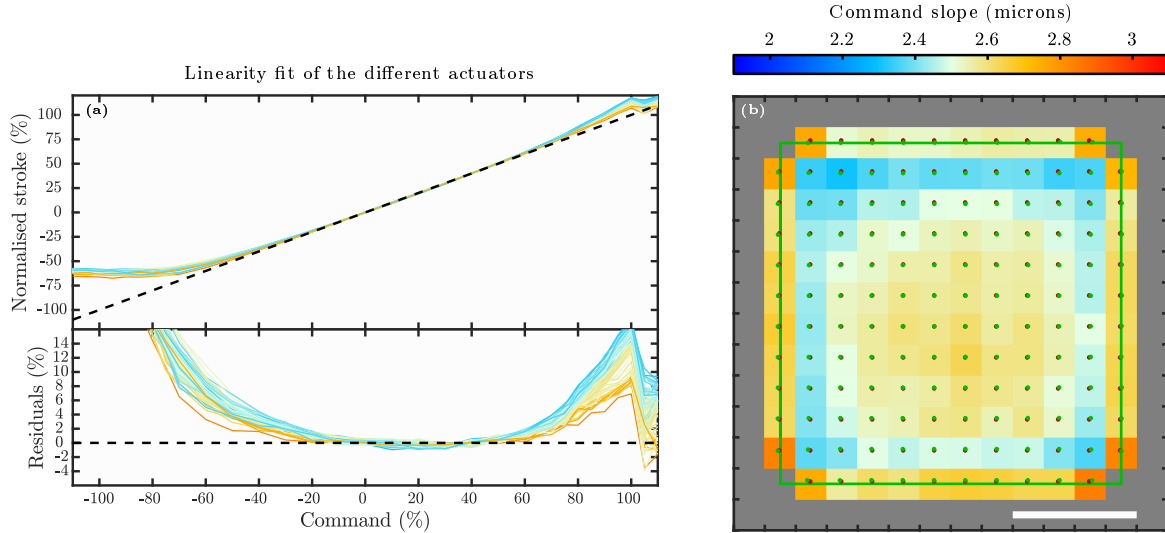 Command slope (microns)
2 2.2 2.4 2.6 2.8 3
Linearity fit of the different actuators
(a)
Normalised stroke (%)
100
75
50
25
0
-25
-50
-75
-100
(b)
Residuals (%)
14
12
10
8
6
4
2
0
-2
-4
-100 -80 -60 -40 -20 0 20 40 60 80 100
Command (%)